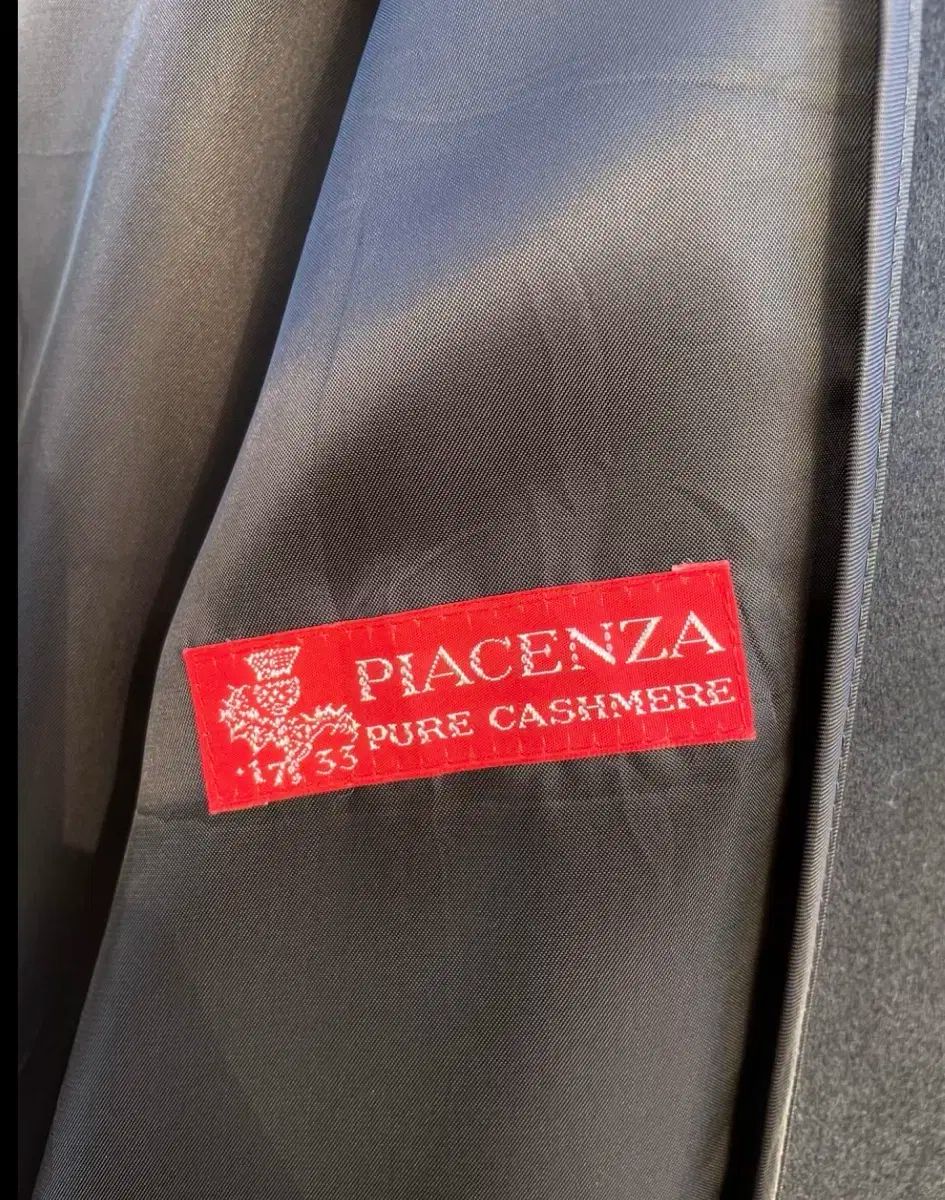 PIACENZA
PURE CASHMERE
·1733